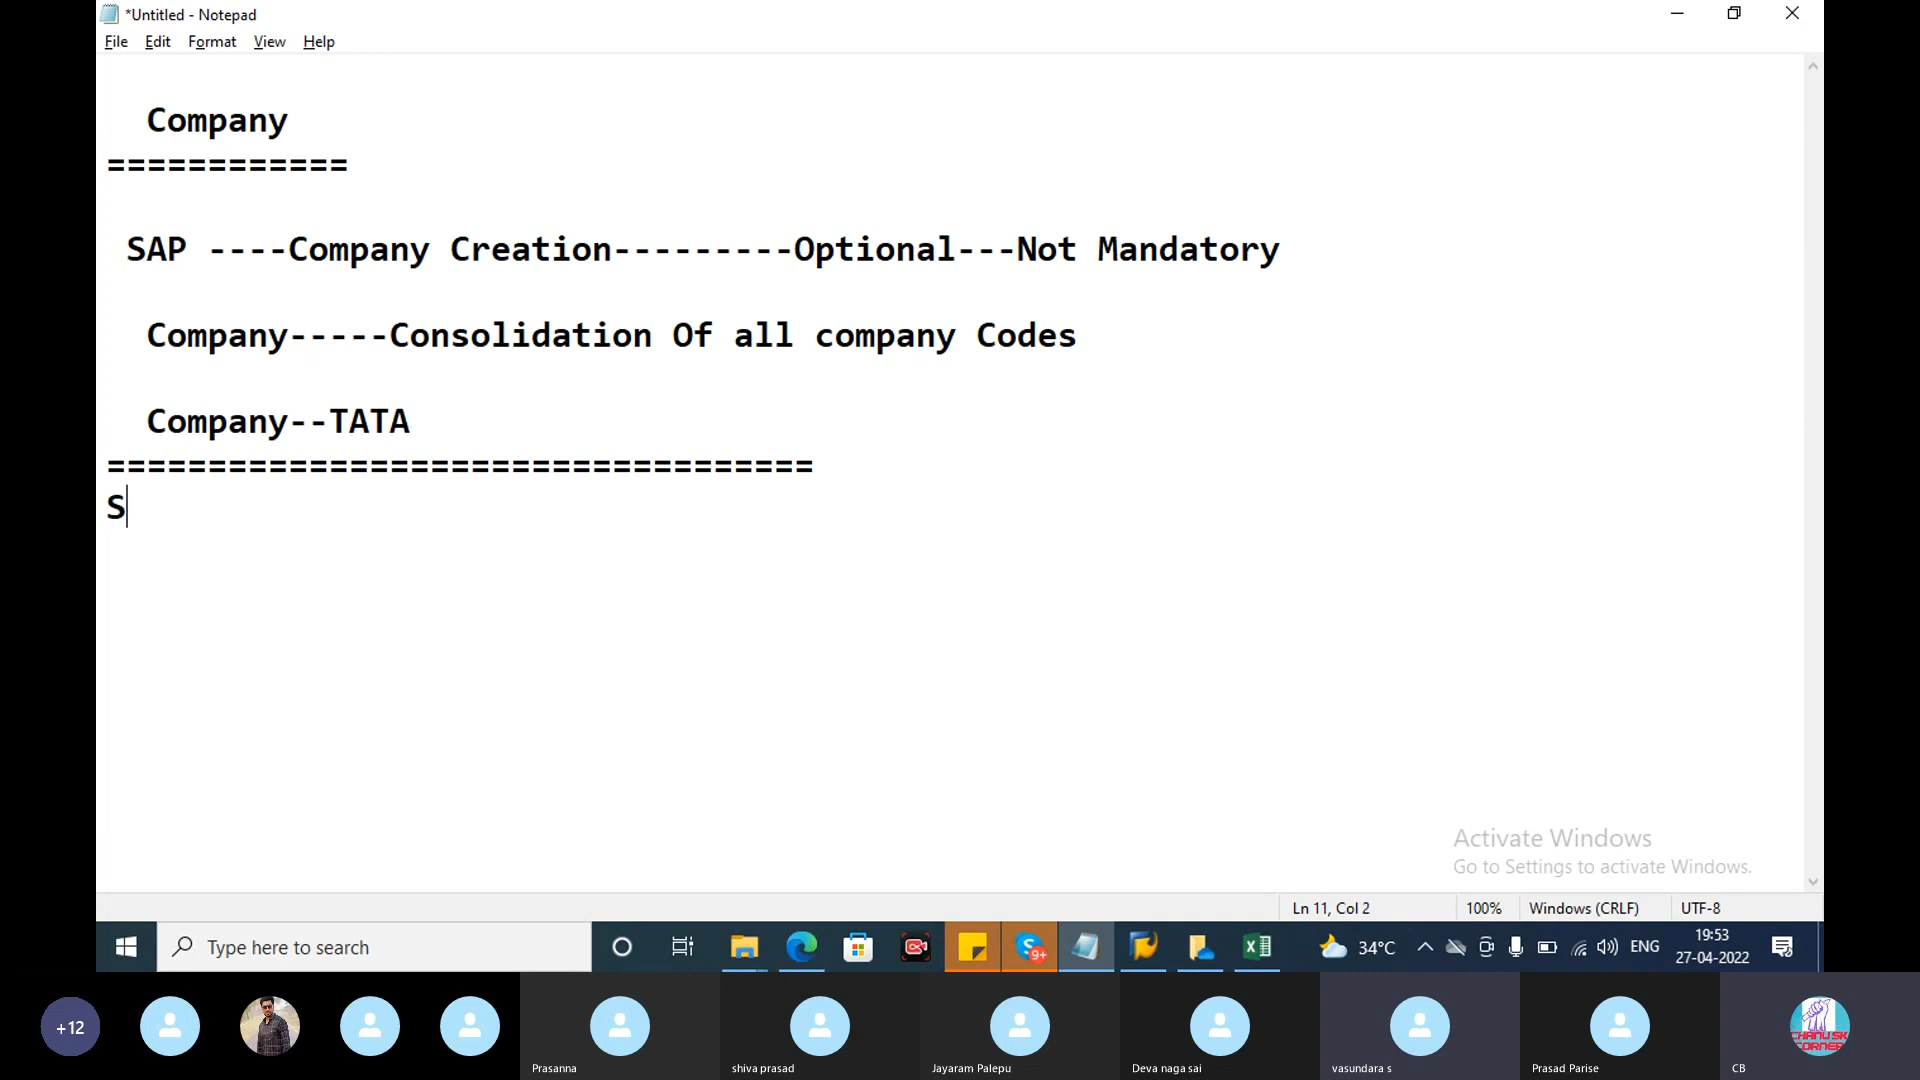 *Untitled - Notepad
File Edit Format View Help
Company
============
SAP ----Company Creation---------Optional---Not Mandatory
Company-----Consolidation Of all company Codes
Company--TATA
===================================
S
Activate Windows
Go to Settings to activate Windows.
Ln 11, Col 2 100% Windows (CRLF) UTF-8
Type here to search
9+
34°C
ENG
19:53
27-04-2022
+12
Prasanna
shiva prasad
Jayaram Palepu
Deva naga sai
vasundara s
Prasad Parise
CB